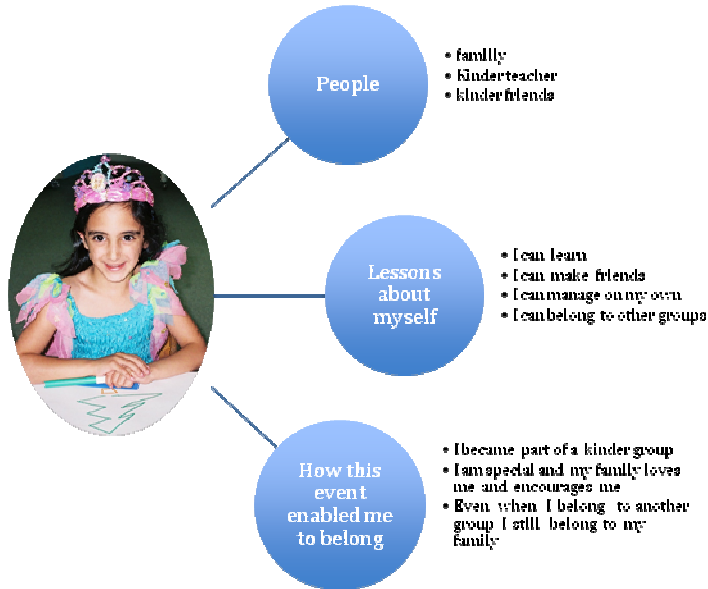 People
• family
• Kinder teacher
• kinder friends
Lessons
about
myself
• I can learn
• I can make friends
• I can manage on my own
• I can belong to other groups
How this
event
enabled me
to belong
• I became part of a kinder group
• I am special and my family loves
me and encourages me
• Even when I belong to another
group I still belong to my
family